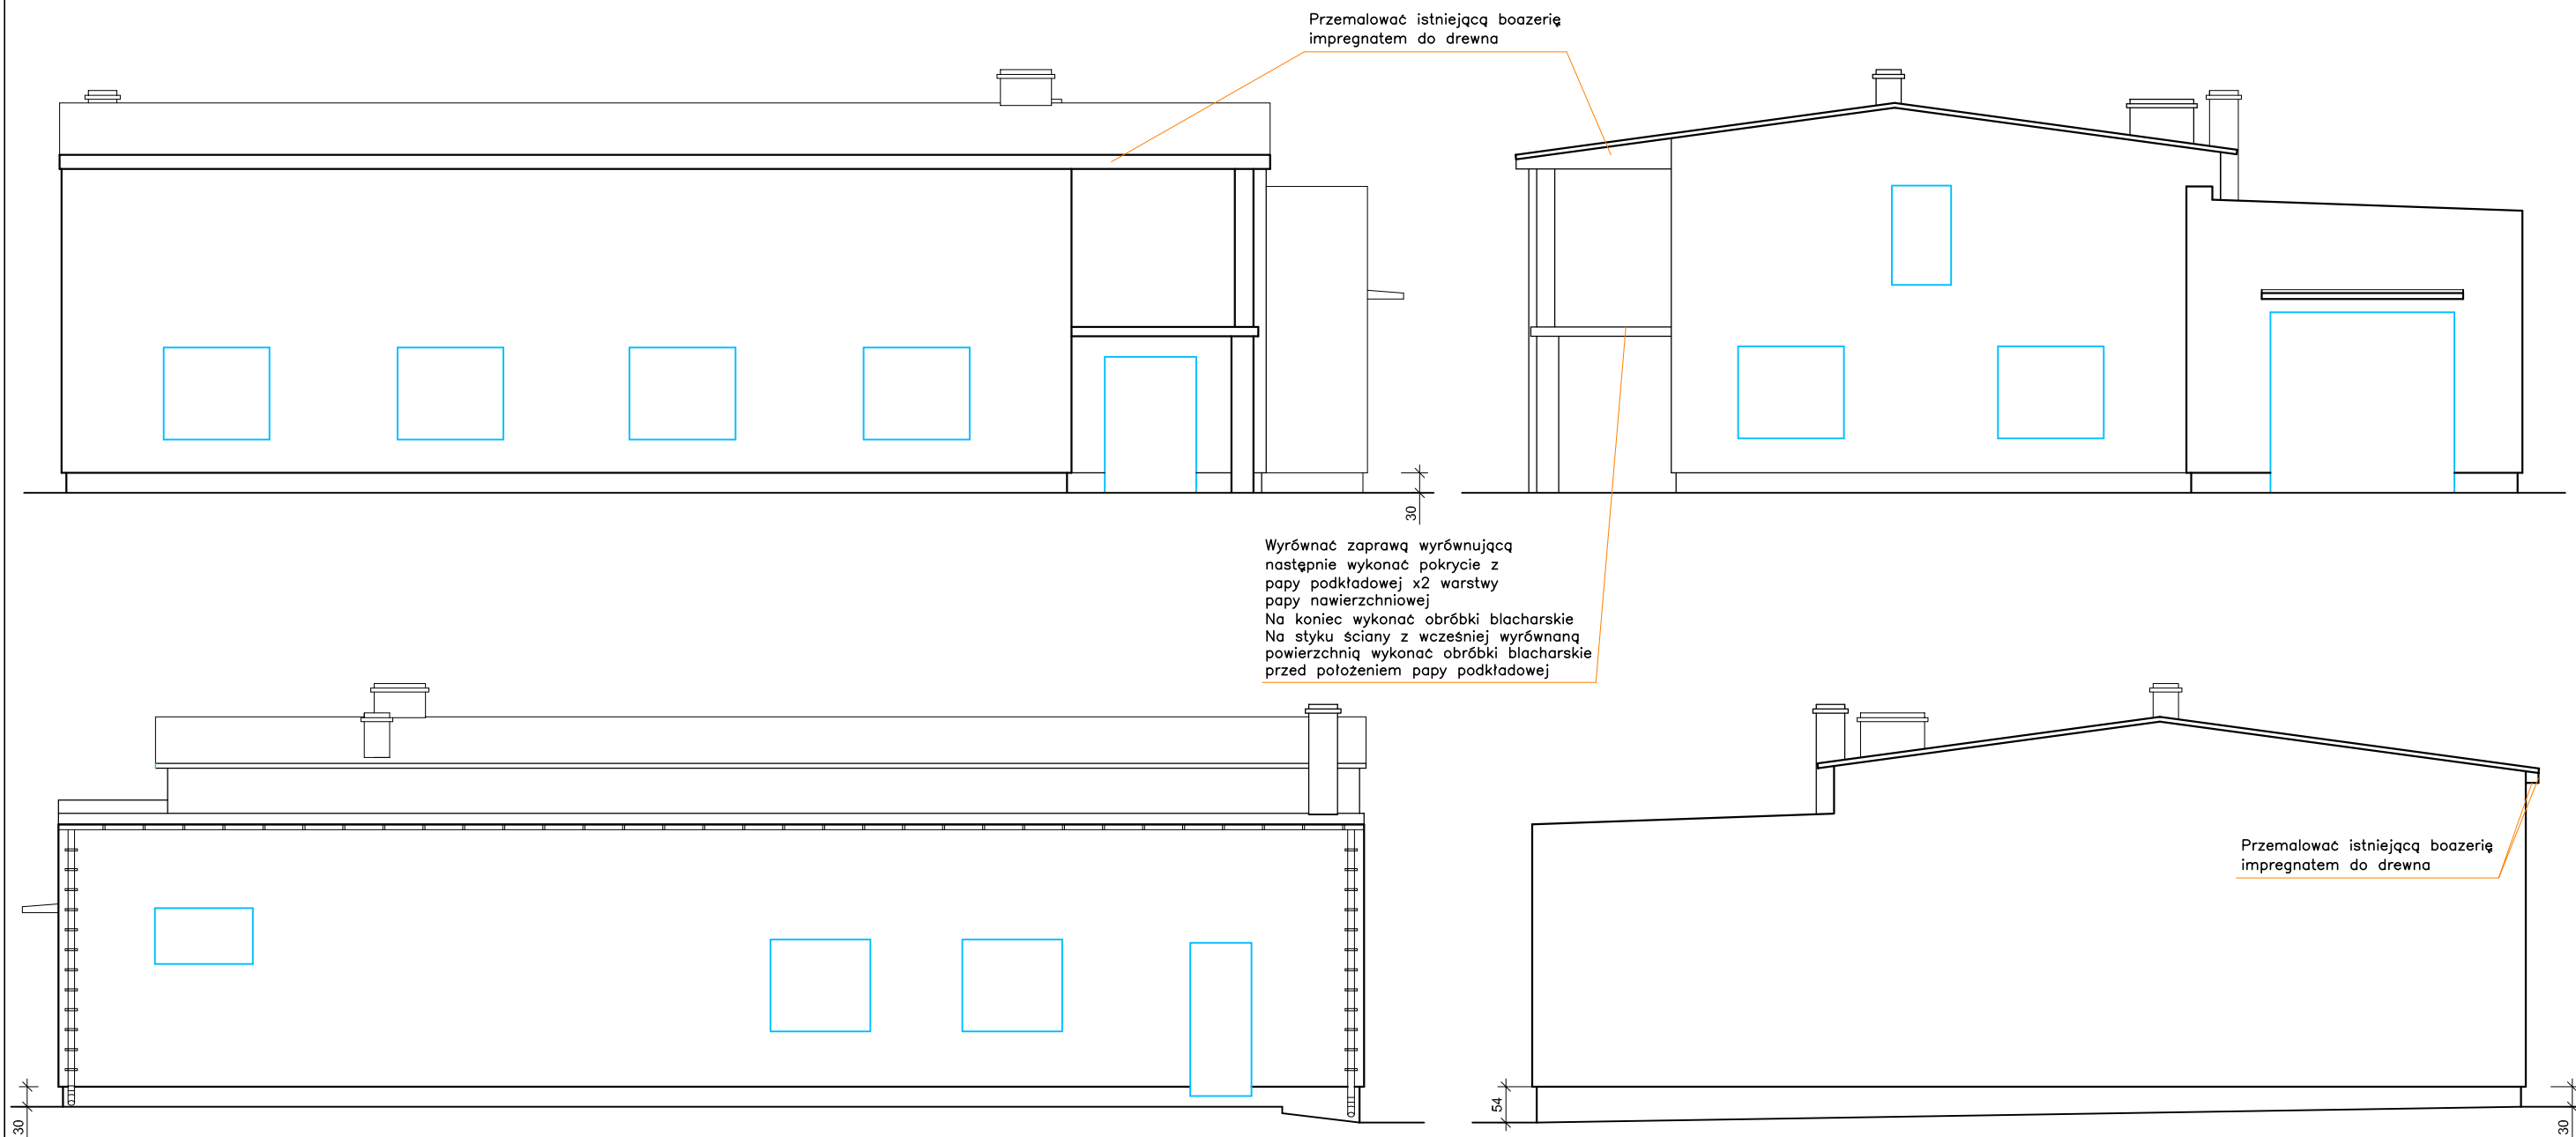 Przemalować istniejącą boazerię
impregnatem do drewna
30
Wyrównać zaprawą wyrównującą
następnie wykonać pokrycie z
papy podkładowej x2 warstwy
papy nawierzchniowej
Na koniec wykonać obróbki blacharskie
Na styku ściany z wcześniej wyrównaną
powierzchnią wykonać obróbki blacharskie
przed położeniem papy podkładowej
Przemalować istniejącą boazerię
impregnatem do drewna
30
54
30